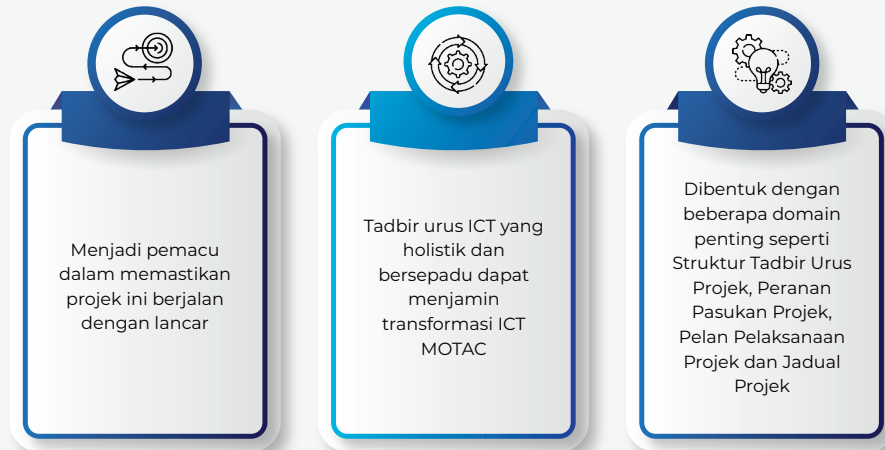 Menjadi pemacu
dalam memastikan
projek ini berjalan
dengan lancar
Tadbir urus ICT yang
holistik dan
bersepadu dapat
menjamin
transformasi ICT
MOTAC
Dibentuk dengan
beberapa domain
penting seperti
Struktur Tadbir Urus
Projek, Peranan
Pasukan Projek,
Pelan Pelaksanaan
Projek dan Jadual
Projek